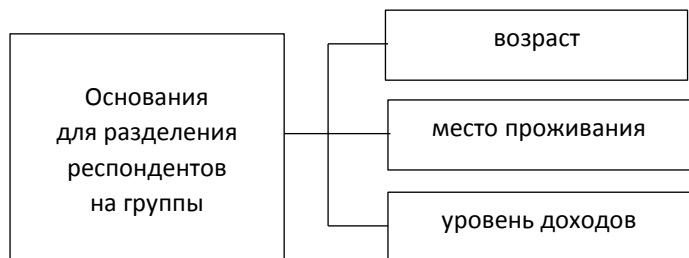 Основания
для разделения
респондентов
на группы
возраст
место проживания
уровень доходов